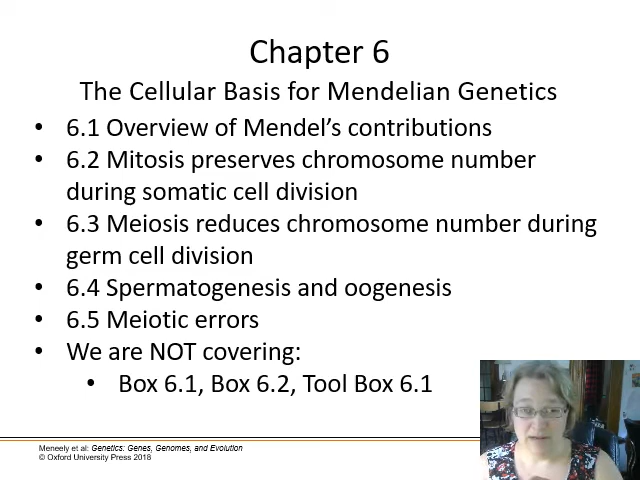 Chapter 6
The Cellular Basis for Mendelian Genetics
• 6.1 Overview of Mendel's contributions
• 6.2 Mitosis preserves chromosome number
during somatic cell division
• 6.3 Meiosis reduces chromosome number during
germ cell division
• 6.4 Spermatogenesis and oogenesis
• 6.5 Meiotic errors
• We are NOT covering:
• Box 6.1, Box 6.2, Tool Box 6.1
Meneely et al: Genetics: Genes, Genomes, and Evolution
© Oxford University Press 2018